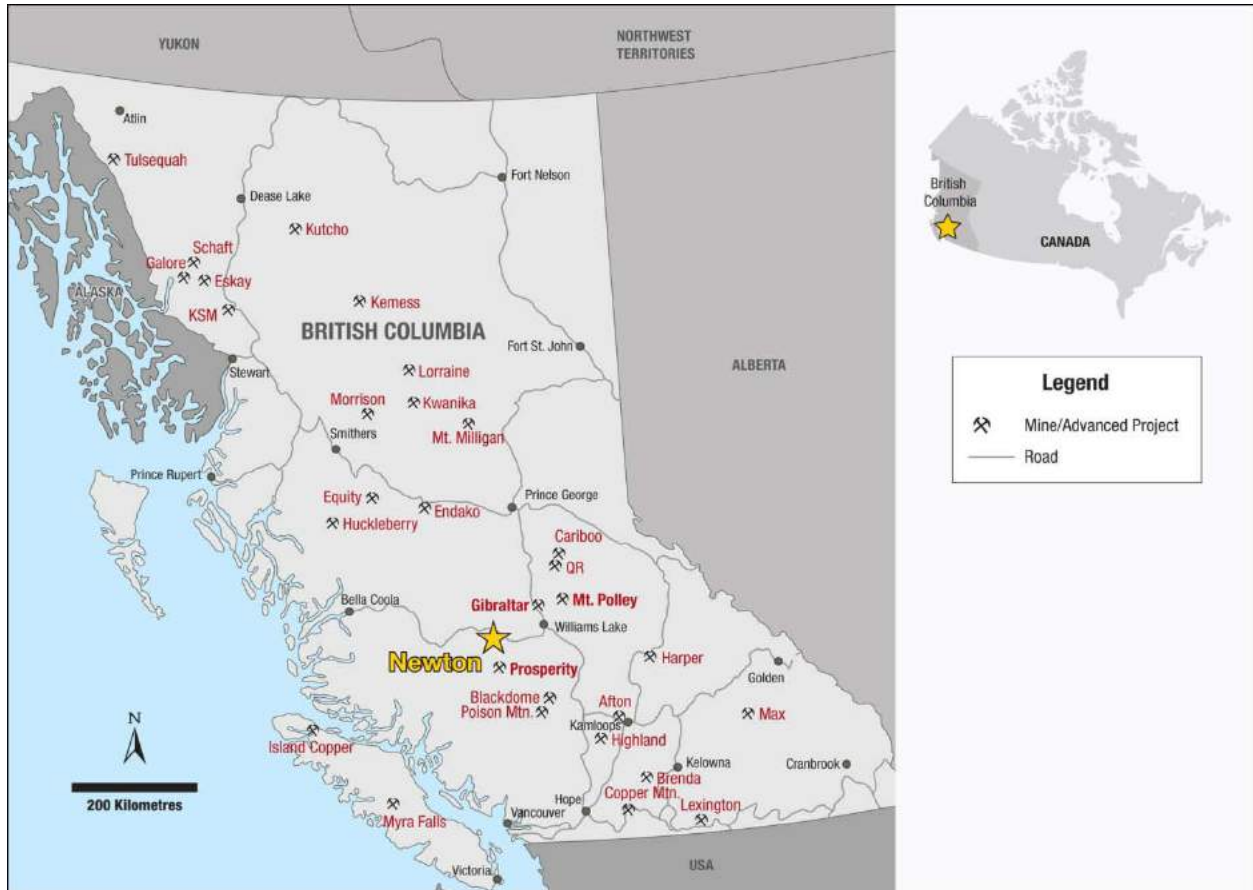 YUKON
NORTHWEST
TERRITORIES
Atlin
Tulsequah
Fort Nelson
Dease Lake
Kutcho
Schaft
Galore
Eskay
ALASKA
KSM
Kemess
BRITISH COLUMBIA
Fort St. John
Stewart
ALBERTA
Lorraine
Morrison
Kwanika
Mt. Milligan
Smithers
Prince Rupert
Equity
Endako
Prince George
Huckleberry
Cariboo
QR
Bella Coola
Gibraltar
Mt. Polley
Williams Lake
Newton
Prosperity
Harper
Golden
Blackdome
Poison Mtn.
Afton
Kamloops
Max
Highland
Island Copper
Kelowna
Cranbrook
Brenda
Copper Mtn.
Hope
Lexington
Vancouver
Myra Falls
Victoria
USA
N
200 Kilometres
British
Columbia
CANADA
Legend
Mine/Advanced Project
Road